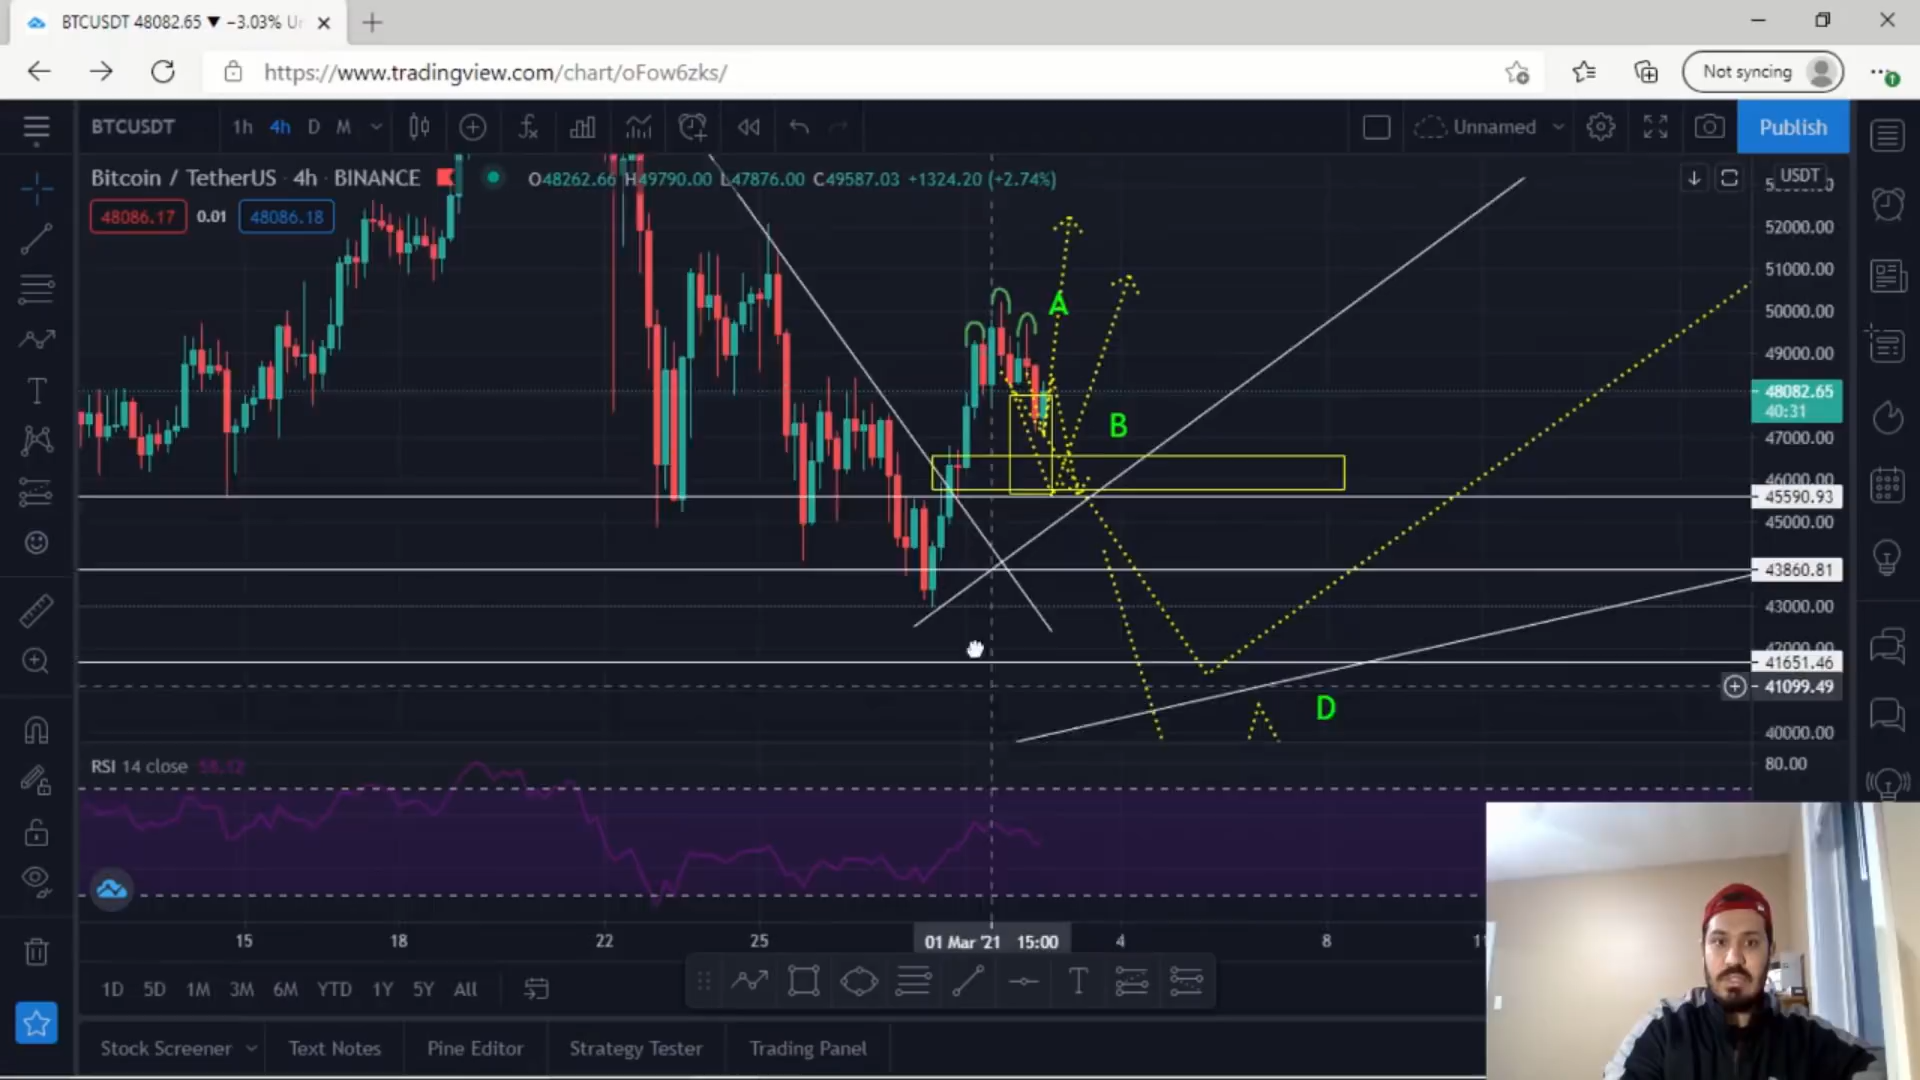 BTCUSDT 48082.65 ▼ −3.03% Un
https://www.tradingview.com/chart/oFow6zks/
Not syncing
BTCUSDT 1h 4h D M
Unnamed
Publish
Bitcoin / TetherUS · 4h · BINANCE
O48262.66 H49790.00 L47876.00 C49587.03 +1324.20 (+2.74%)
USDT
48086.17 0.01 48086.18
52000.00
51000.00
A
50000.00
49000.00
48082.65
40:31
B
47000.00
46000.00
45590.93
45000.00
43860.81
43000.00
42000.00
41651.46
41099.49
D
40000.00
RSI 14 close
80.00
15 18 22 25 01 Mar '21 15:00 4 8
1D 5D 1M 3M 6M YTD 1Y 5Y All
Stock Screener Text Notes Pine Editor Strategy Tester Trading Panel